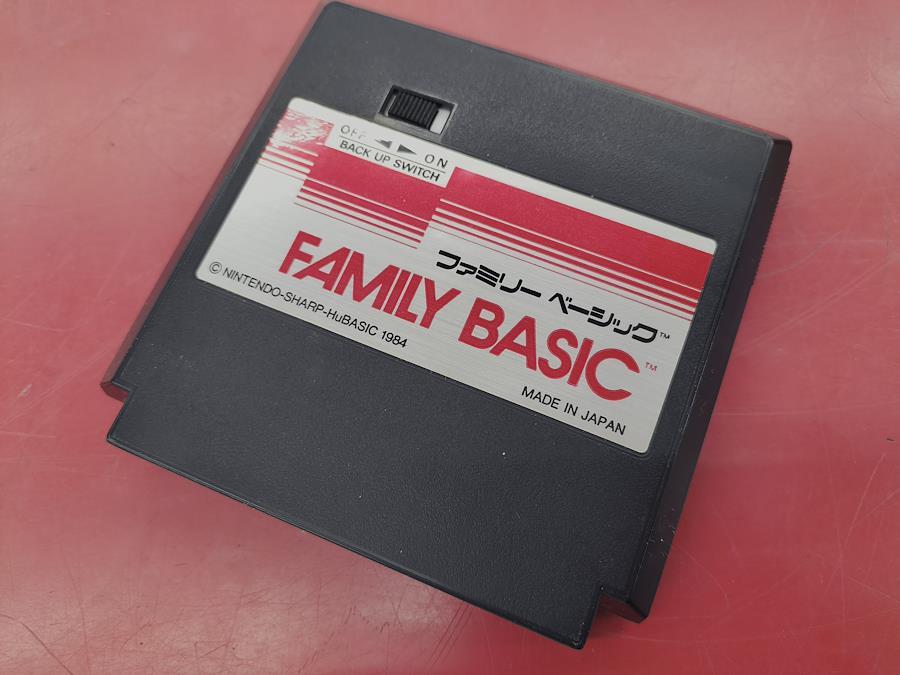 OFF ◀ ▶ ON
BACK UP SWITCH
ファミリー ベーシック™
FAMILY BASIC™
© NINTENDO-SHARP-HuBASIC 1984
MADE IN JAPAN